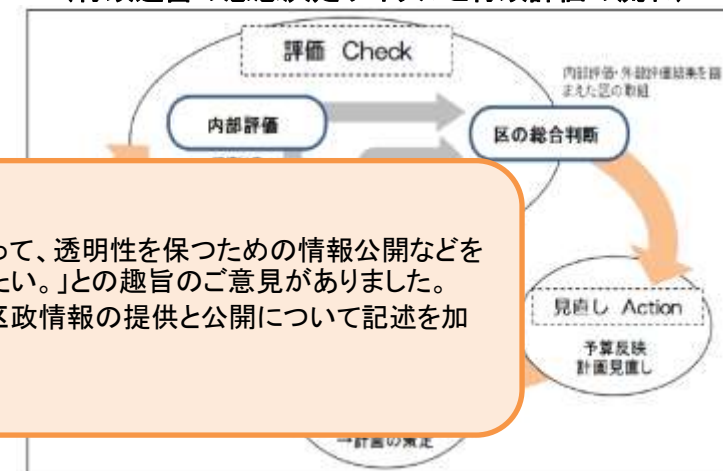 評価 Check
内部評価・外部評価結果を踏
まえた区の取組
内部評価
区の総合判断
って、透明性を保つための情報公開などを
たい。」との趣旨のご意見がありました。
区政情報の提供と公開について記述を加
見直し Action
予算反映
計画見直し
→計画の策定